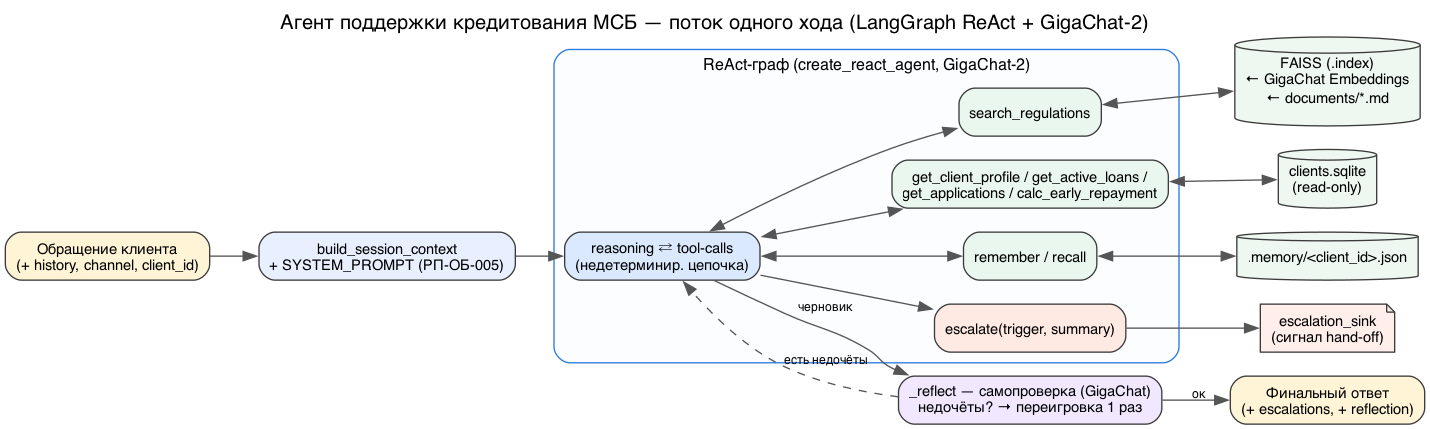 Агент поддержки кредитования МСБ — поток одного хода (LangGraph ReAct + GigaChat-2)
ReAct-граф (create_react_agent, GigaChat-2)
FAISS (.index)
← GigaChat Embeddings
← documents/*.md
search_regulations
get_client_profile / get_active_loans /
get_applications / calc_early_repayment
clients.sqlite
(read-only)
Обращение клиента
(+ history, channel, client_id)
build_session_context
+ SYSTEM_PROMPT (РП-ОБ-005)
reasoning ⇄ tool-calls
(недетерминир. цепочка)
remember / recall
.memory/<client_id>.json
черновик
escalate(trigger, summary)
escalation_sink
(сигнал hand-off)
есть недочёты
_reflect — самопроверка (GigaChat)
недочёты? → переигровка 1 раз
ок
Финальный ответ
(+ escalations, + reflection)